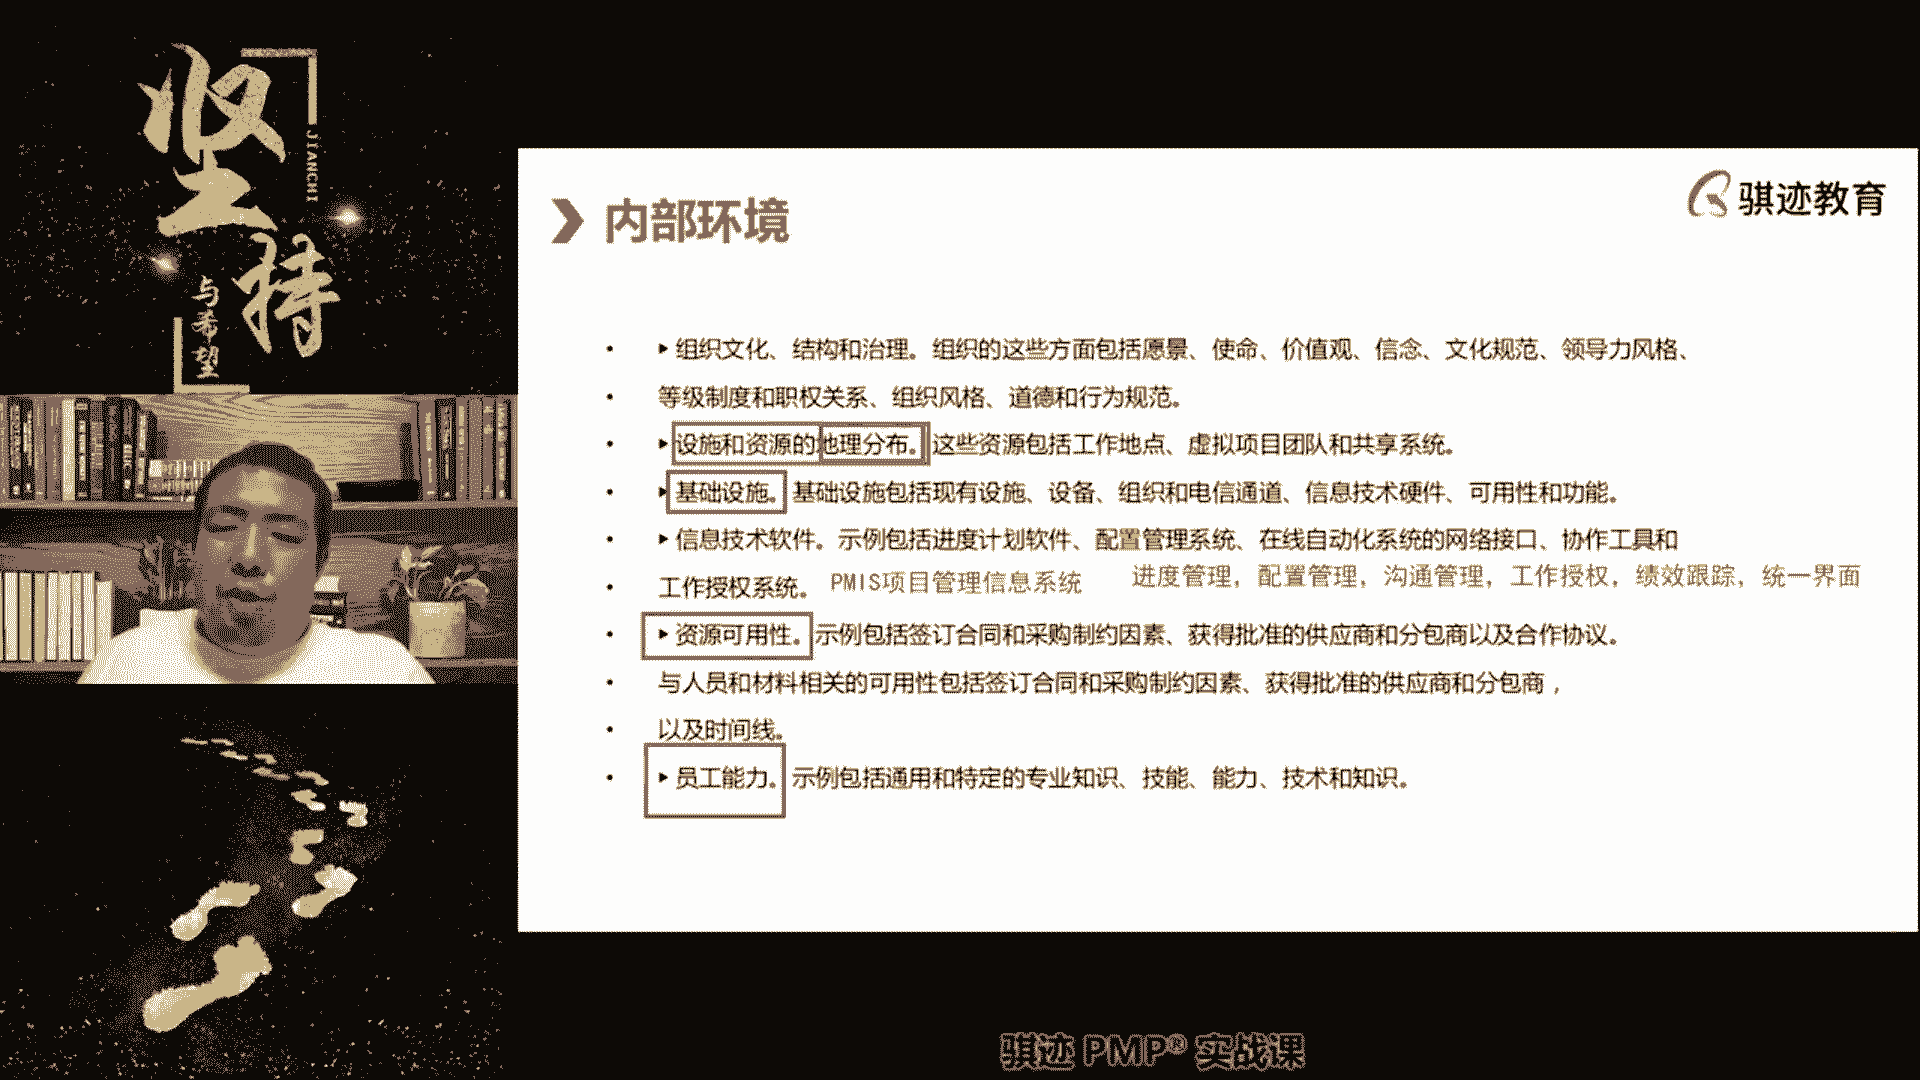 坚持
JIANCHI
与希望
骐迹教育
内部环境
• ▸组织文化、结构和治理。组织的这些方面包括愿景、使命、价值观、信念、文化规范、领导力风格、
• 等级制度和职权关系、组织风格、道德和行为规范。
• ▸设施和资源的地理分布。这些资源包括工作地点、虚拟项目团队和共享系统。
• ▸基础设施。基础设施包括现有设施、设备、组织和电信通道、信息技术硬件、可用性和功能。
• ▸信息技术软件。示例包括进度计划软件、配置管理系统、在线自动化系统的网络接口、协作工具和
• 工作授权系统。 PMIS项目管理信息系统 进度管理，配置管理，沟通管理，工作授权，绩效跟踪，统一界面
• ▸资源可用性。示例包括签订合同和采购制约因素、获得批准的供应商和分包商以及合作协议。
• 与人员和材料相关的可用性包括签订合同和采购制约因素、获得批准的供应商和分包商，
• 以及时间线。
• ▸员工能力。示例包括通用和特定的专业知识、技能、能力、技术和知识。
骐迹 PMP® 实战课